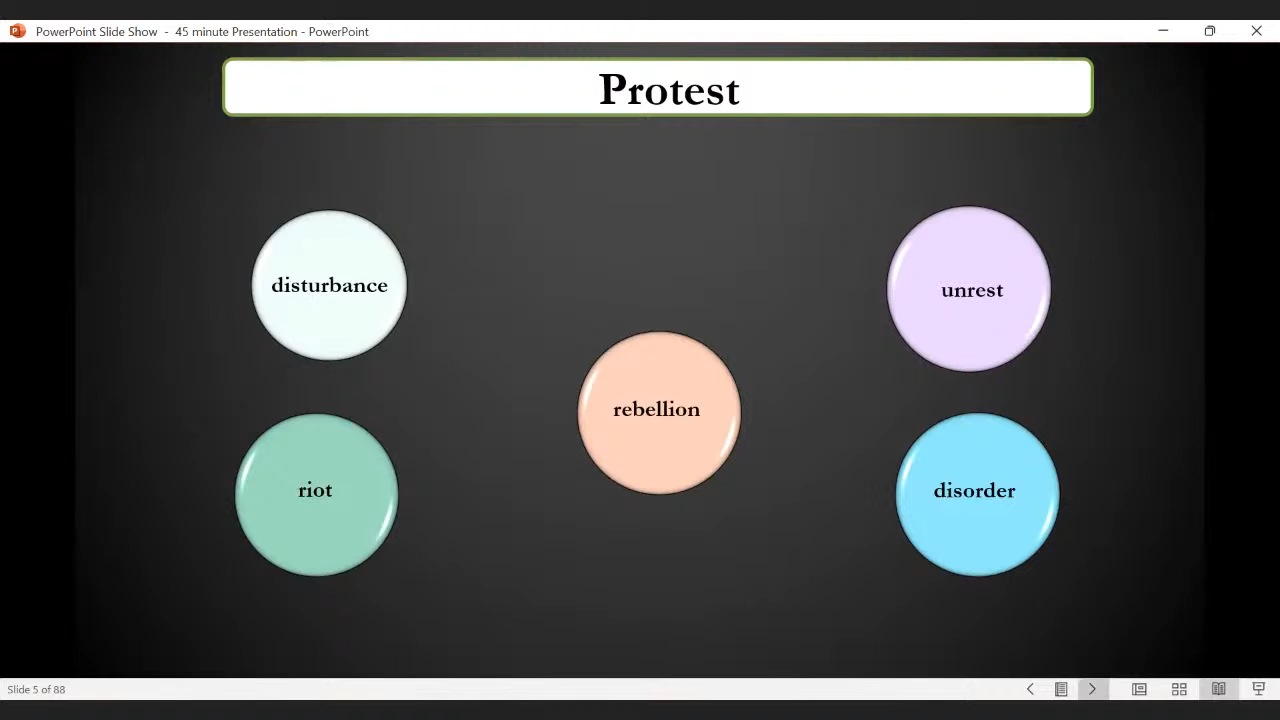 PowerPoint Slide Show - 45 minute Presentation - PowerPoint
Protest
disturbance
unrest
rebellion
riot
disorder
Slide 5 of 88